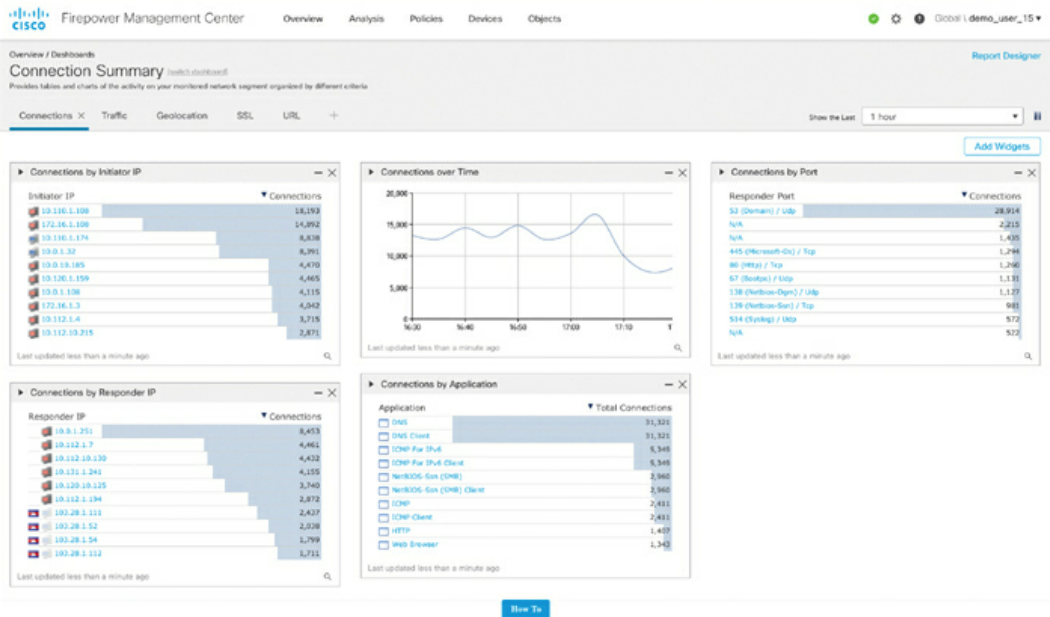 CISCO Firepower Management Center Overview Analysis Policies Devices Objects Global \ demo_user_15
Overview / Dashboards
Report Designer
Connection Summary (switch dashboard)
Provides tables and charts of the activity on your monitored network segment organized by different criteria
Connections × Traffic Geolocation SSL URL +
Show the Last 1 hour
Add Widgets
Connections by Initiator IP
Initiator IP Connections
10.110.1.108 18,193
172.16.1.108 14,892
10.110.1.174 8,838
10.0.1.32 8,391
10.0.10.185 4,470
10.120.1.159 4,465
10.0.1.108 4,115
172.16.1.3 4,042
10.112.1.4 3,715
10.112.10.215 2,871
Last updated less than a minute ago
Connections over Time
20,000
15,000
10,000
5,000
0
16:30 16:40 16:50 17:00 17:10 1
Last updated less than a minute ago
Connections by Port
Responder Port Connections
53 (Domain) / Udp 28,914
N/A 2,215
N/A 1,435
445 (Microsoft-Ds) / Tcp 1,294
80 (Http) / Tcp 1,260
67 (Bootps) / Udp 1,131
138 (Netbios-Dgm) / Udp 1,127
139 (Netbios-Ssn) / Tcp 981
514 (Syslog) / Udp 572
N/A 522
Last updated less than a minute ago
Connections by Responder IP
Responder IP Connections
10.0.1.251 8,453
10.112.1.7 4,461
10.112.10.130 4,432
10.131.1.241 4,155
10.120.10.125 3,740
10.112.1.194 2,872
103.28.1.111 2,437
103.28.1.52 2,038
103.28.1.54 1,799
103.28.1.112 1,711
Last updated less than a minute ago
Connections by Application
Application Total Connections
DNS 31,321
DNS Client 31,321
ICMP For IPv6 5,345
ICMP For IPv6 Client 5,345
NetBIOS-Ssn (SMB) 2,960
NetBIOS-Ssn (SMB) Client 2,960
ICMP 2,411
ICMP Client 2,411
HTTP 1,407
Web Browser 1,343
Last updated less than a minute ago
How To